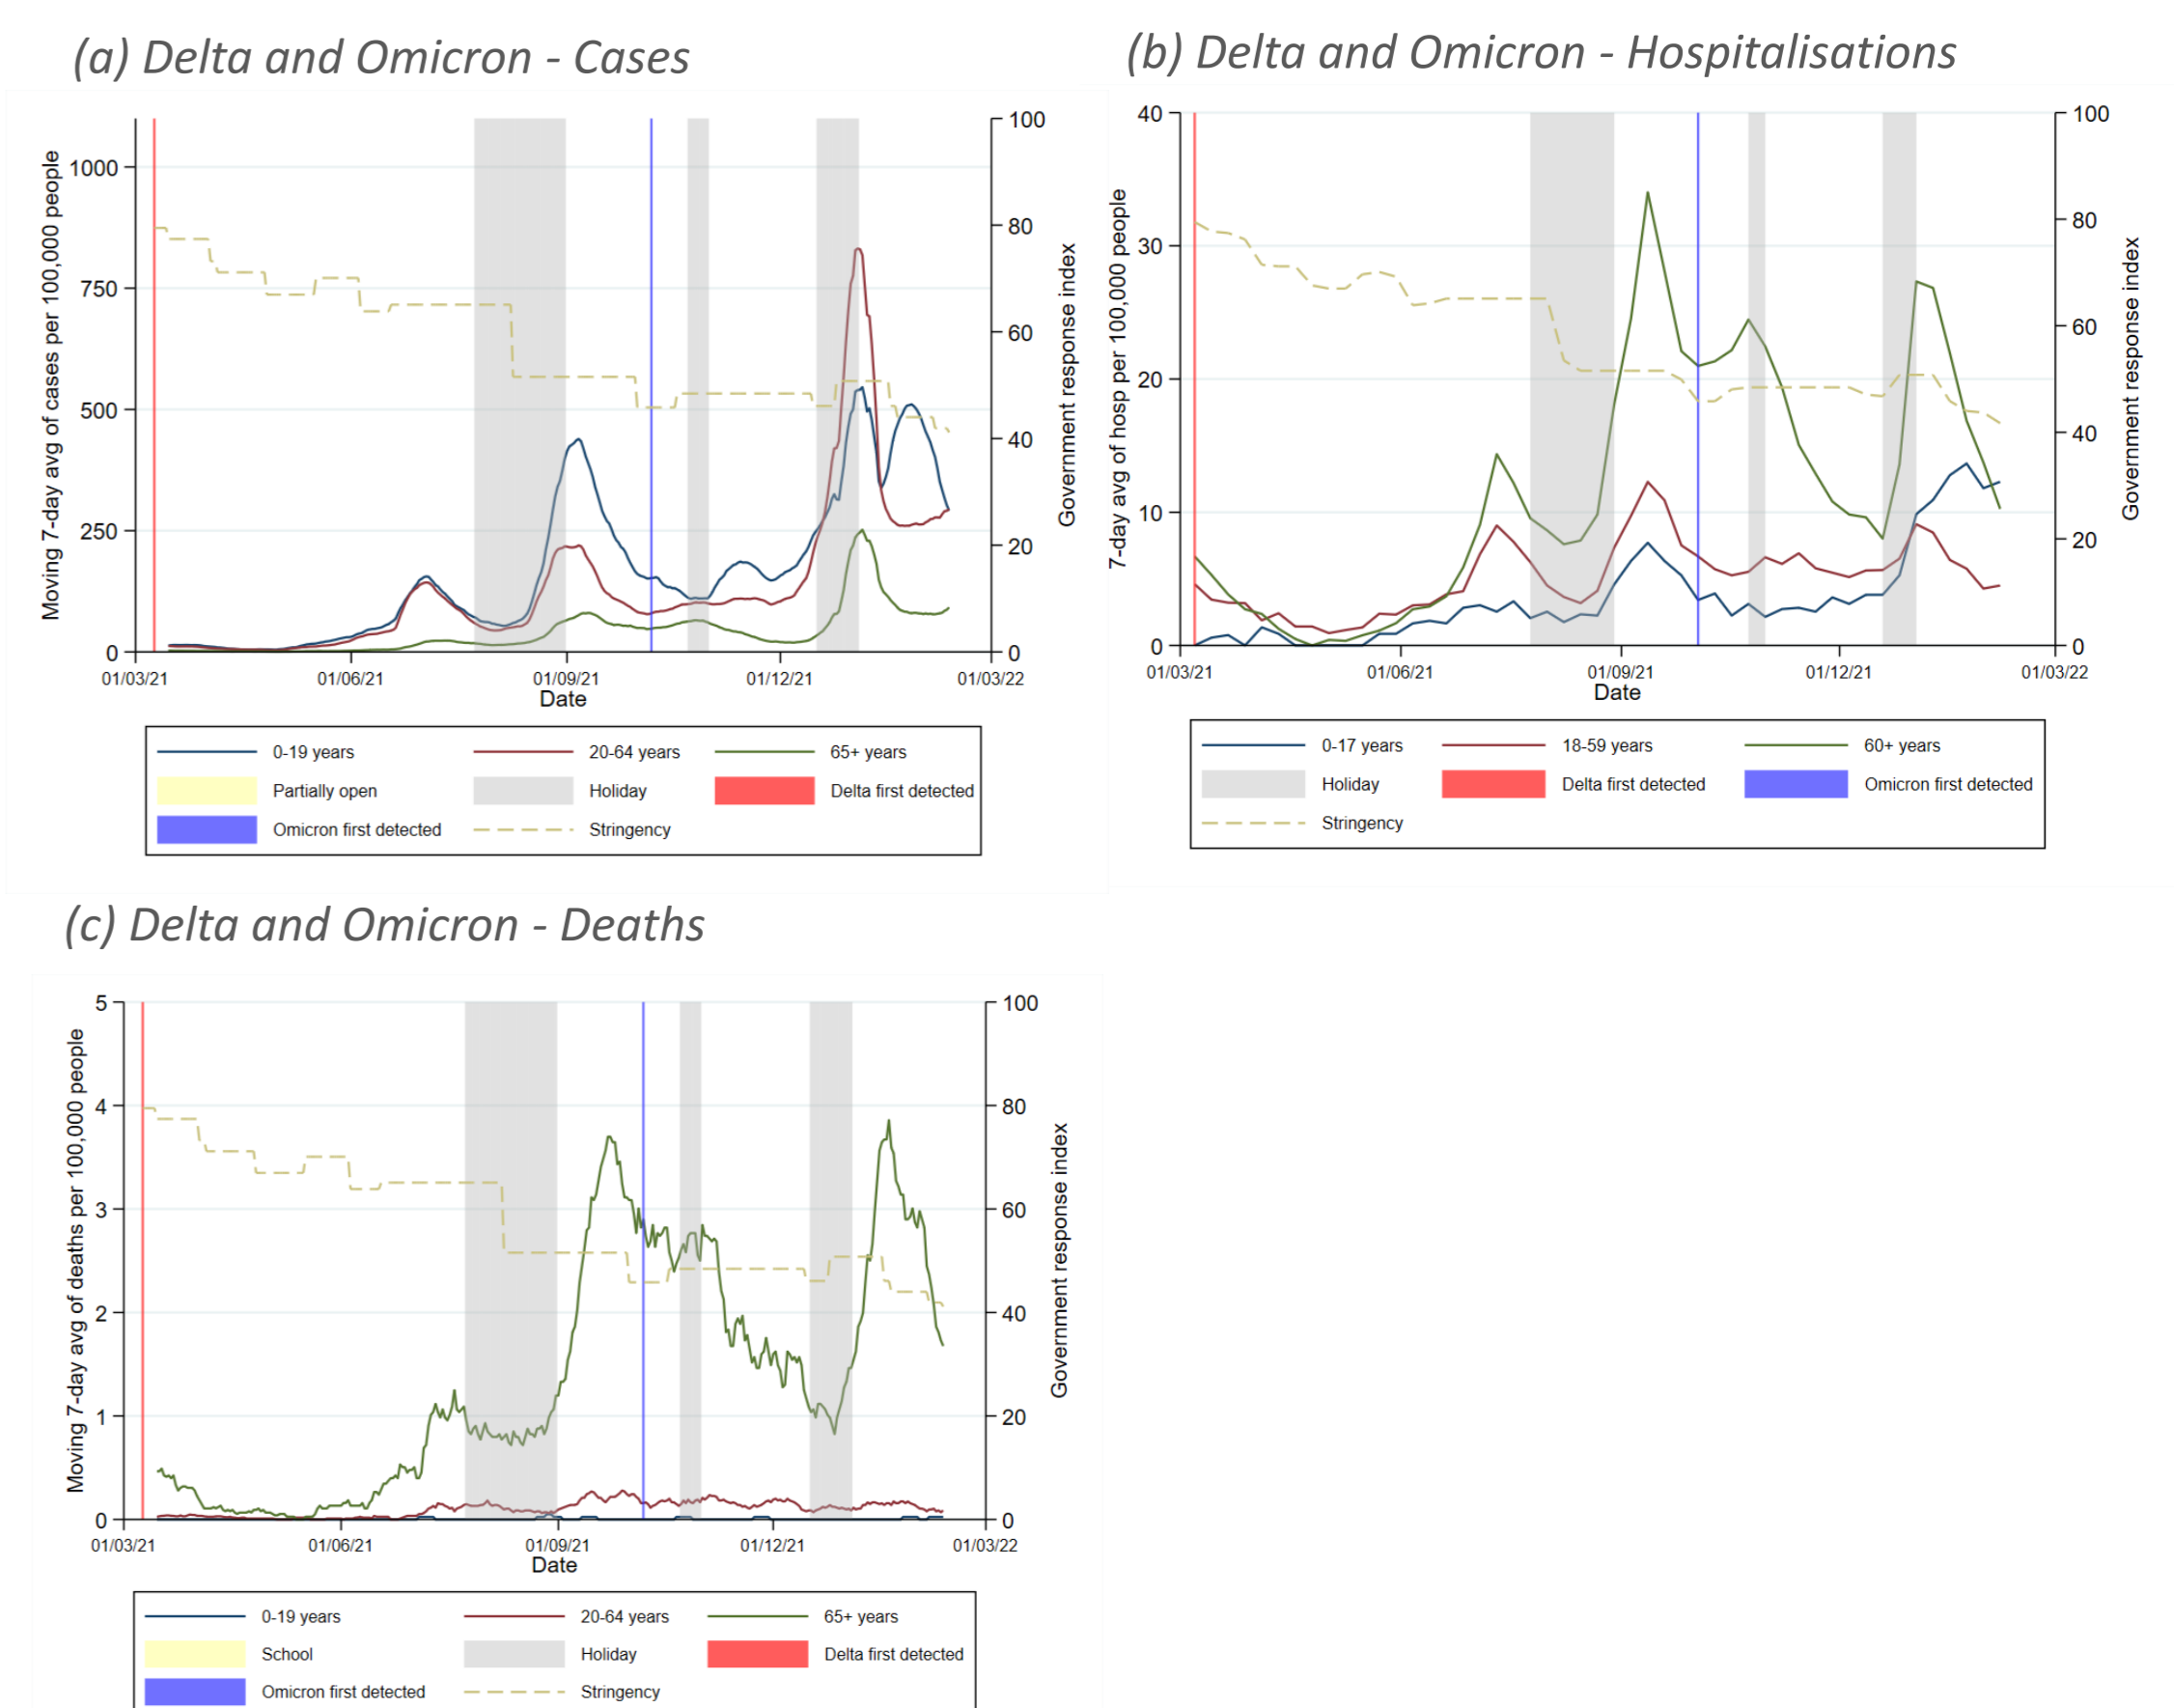 (a) Delta and Omicron - Cases
Moving 7-day avg of cases per 100,000 people
1000
750
500
250
0
100
80
60
40
20
0
Government response index
01/03/21 01/06/21 01/09/21 01/12/21 01/03/22
Date
0-19 years 20-64 years 65+ years
Partially open Holiday Delta first detected
Omicron first detected Stringency
(b) Delta and Omicron - Hospitalisations
7-day avg of hosp per 100,000 people
40
30
20
10
0
100
80
60
40
20
0
Government response index
01/03/21 01/06/21 01/09/21 01/12/21 01/03/22
Date
0-17 years 18-59 years 60+ years
Holiday Delta first detected Omicron first detected
Stringency
(c) Delta and Omicron - Deaths
Moving 7-day avg of deaths per 100,000 people
5
4
3
2
1
0
100
80
60
40
20
0
Government response index
01/03/21 01/06/21 01/09/21 01/12/21 01/03/22
Date
0-19 years 20-64 years 65+ years
School Holiday Delta first detected
Omicron first detected Stringency